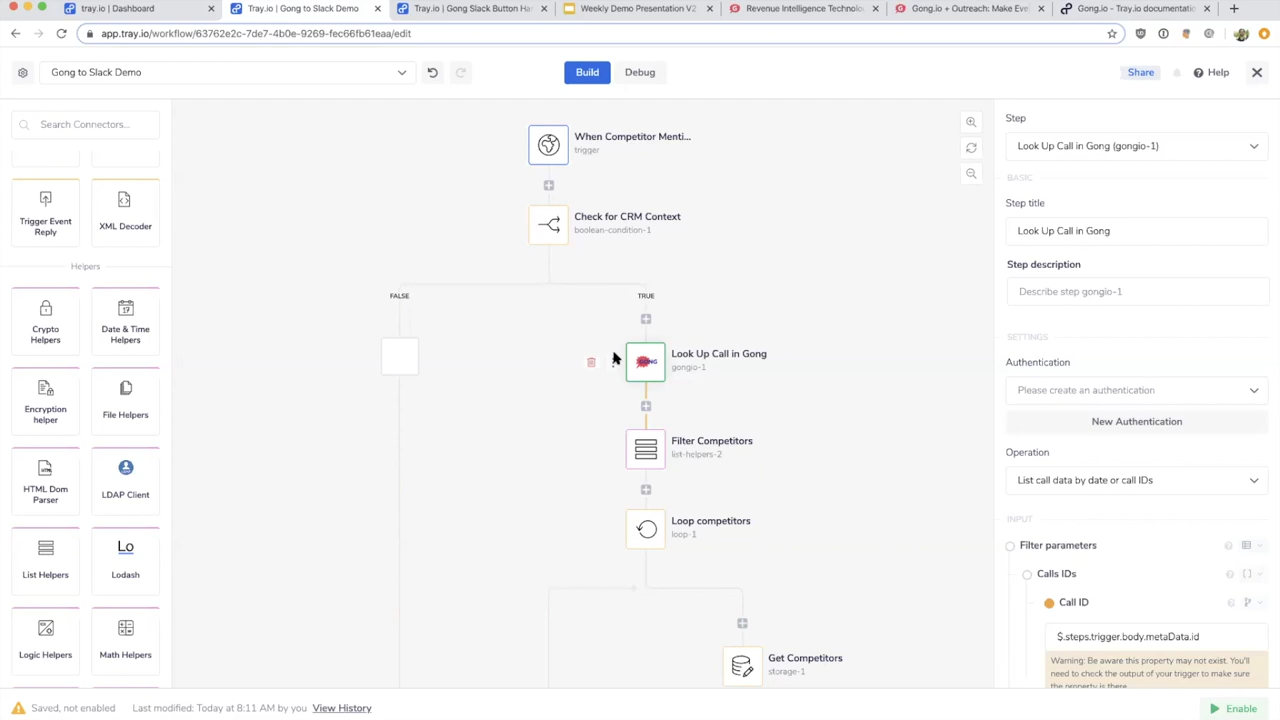 tray.io | Dashboard
Tray.io | Gong to Slack Demo
Tray.io | Gong Slack Button Han
Weekly Demo Presentation V2
Revenue Intelligence Technolo
Gong.io + Outreach: Make Eve
Gong.io - Tray.io documentatio
app.tray.io/workflow/63762e2c-7de7-4b0e-9269-fec66fb61eaa/edit
Gong to Slack Demo
Build
Debug
Share
Help
Search Connectors...
Trigger Event
Reply
XML Decoder
Helpers
Crypto
Helpers
Date & Time
Helpers
Encryption
helper
File Helpers
HTML Dom
Parser
LDAP Client
List Helpers
Lo
Lodash
Logic Helpers
Math Helpers
When Competitor Menti...
trigger
Check for CRM Context
boolean-condition-1
FALSE
TRUE
GONG
Look Up Call in Gong
gongio-1
Filter Competitors
list-helpers-2
Loop competitors
loop-1
Get Competitors
storage-1
Step
Look Up Call in Gong (gongio-1)
BASIC
Step title
Look Up Call in Gong
Step description
Describe step gongio-1
SETTINGS
Authentication
Please create an authentication
New Authentication
Operation
List call data by date or call IDs
INPUT
Filter parameters
Calls IDs
Call ID
$.steps.trigger.body.metaData.id
Warning: Be aware this property may not exist. You'll
need to check the output of your trigger to make sure
the property is there.
Saved, not enabled
Last modified: Today at 8:11 AM by you
View History
Enable